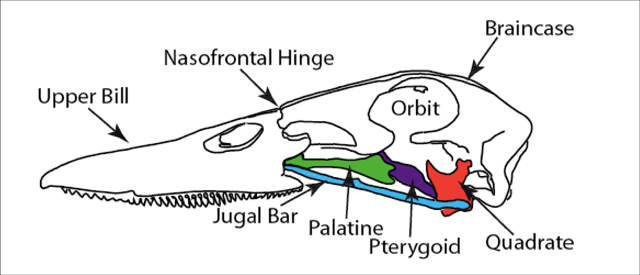 Braincase
Nasofrontal Hinge
Upper Bill
Orbit
Jugal Bar
Palatine
Pterygoid
Quadrate